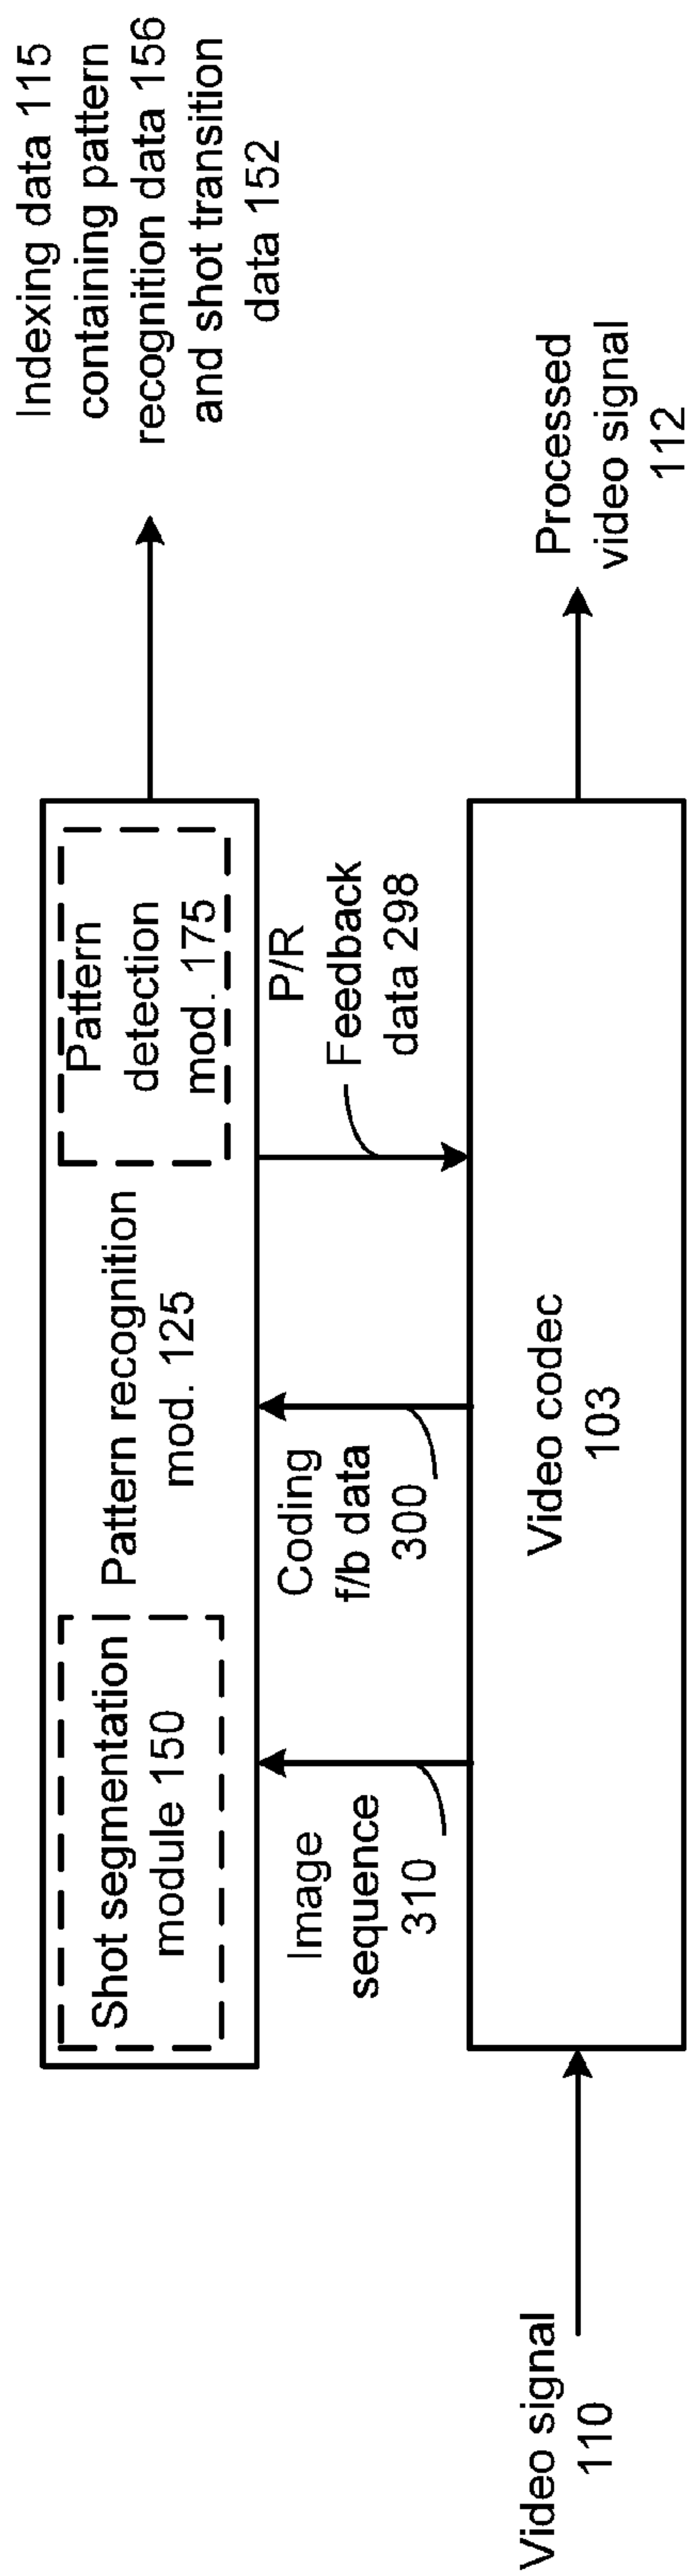 Indexing data 115
containing pattern
recognition data 156
and shot transition
data 152
Shot segmentation
module 150
Pattern recognition
mod. 125
Pattern
detection
mod. 175
Image
sequence
310
Coding
f/b data
300
P/R
Feedback
data 298
Video signal
110
Video codec
103
Processed
video signal
112